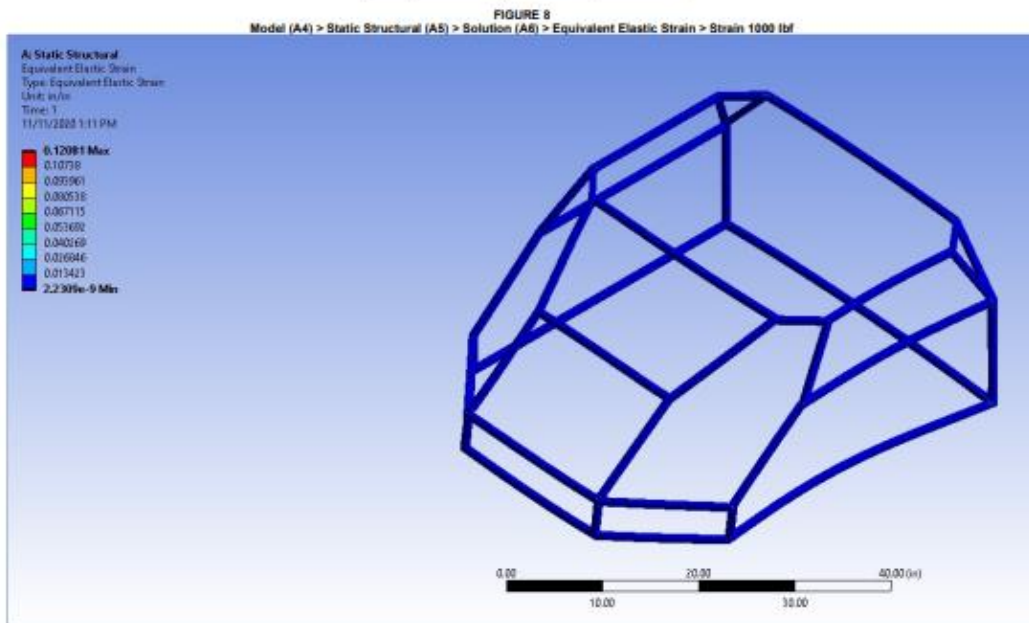 FIGURE 8
Model (A4) > Static Structural (A5) > Solution (A6) > Equivalent Elastic Strain > Strain 1000 lbf
A: Static Structural
Equivalent Elastic Strain
Type: Equivalent Elastic Strain
Unit: in/in
Time: 1
11/11/2020 1:11 PM
0.12081 Max
0.10738
0.093961
0.080538
0.067115
0.053692
0.040269
0.026846
0.013423
2.2309e-9 Min
0.00 20.00 40.00 (in)
10.00 30.00